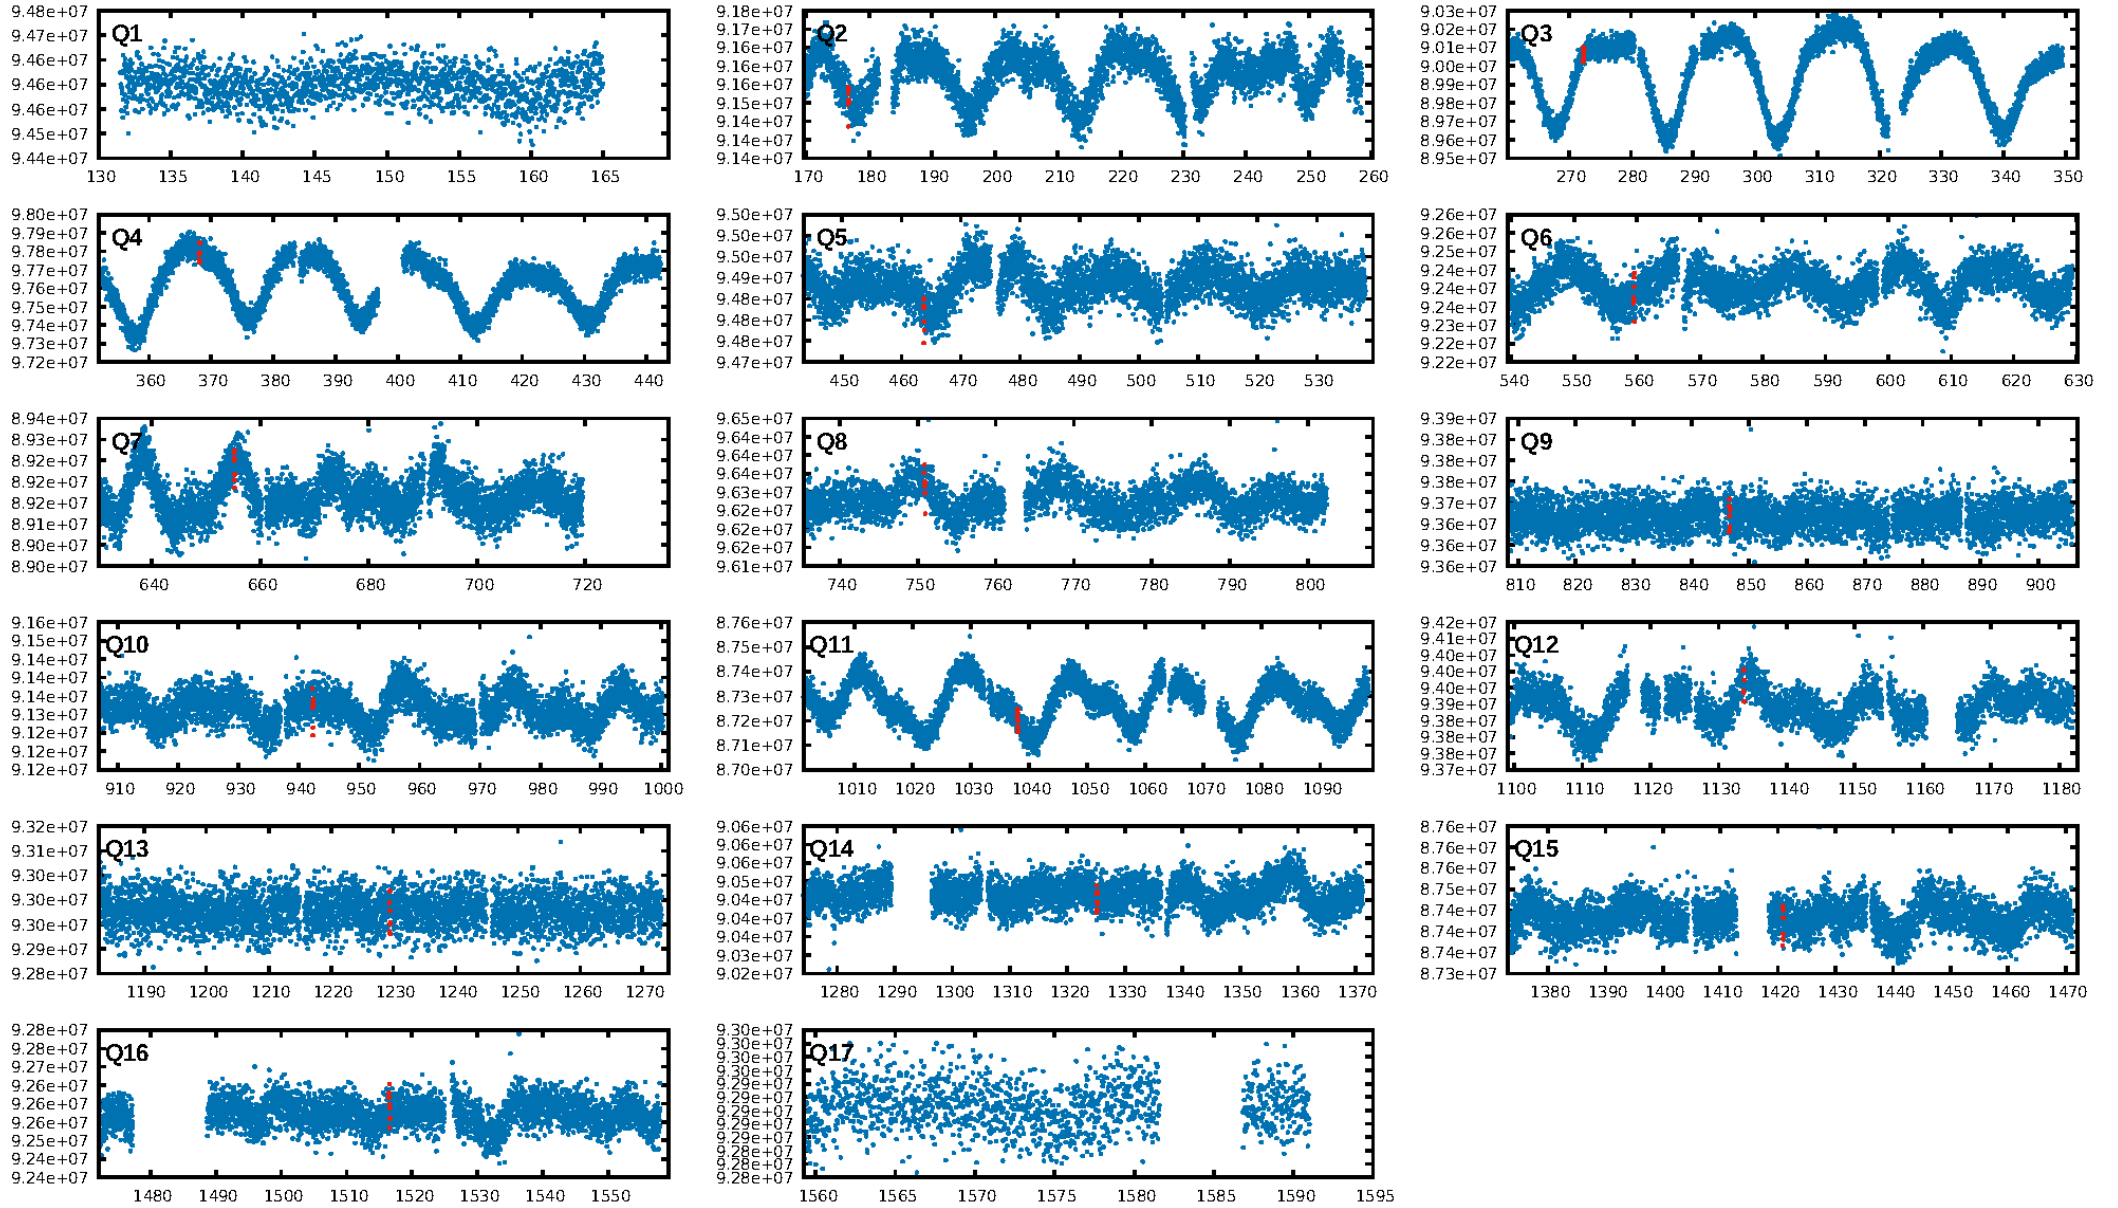 9.48e+07
9.47e+07
9.46e+07
9.46e+07
9.46e+07
9.45e+07
9.44e+07
Q1
130 135 140 145 150 155 160 165
9.18e+07
9.17e+07
9.16e+07
9.16e+07
9.15e+07
9.15e+07
9.14e+07
9.14e+07
Q2
170 180 190 200 210 220 230 240 250 260
9.03e+07
9.02e+07
9.01e+07
9.00e+07
8.98e+07
8.97e+07
8.96e+07
8.95e+07
Q3
270 280 290 300 310 320 330 340 350
9.80e+07
9.79e+07
9.78e+07
9.77e+07
9.76e+07
9.75e+07
9.74e+07
9.73e+07
9.72e+07
Q4
360 370 380 390 400 410 420 430 440
9.50e+07
9.50e+07
9.50e+07
9.49e+07
9.48e+07
9.48e+07
9.48e+07
9.47e+07
Q5
450 460 470 480 490 500 510 520 530
9.26e+07
9.25e+07
9.25e+07
9.24e+07
9.24e+07
9.24e+07
9.23e+07
9.22e+07
9.22e+07
Q6
540 550 560 570 580 590 600 610 620 630
8.94e+07
8.93e+07
8.92e+07
8.92e+07
8.92e+07
8.91e+07
8.90e+07
8.90e+07
Q7
640 660 680 700 720
9.65e+07
9.64e+07
9.64e+07
9.64e+07
9.63e+07
9.62e+07
9.62e+07
9.62e+07
9.61e+07
Q8
740 750 760 770 780 790 800
9.39e+07
9.38e+07
9.38e+07
9.38e+07
9.37e+07
9.36e+07
9.36e+07
9.36e+07
Q9
810 820 830 840 850 860 870 880 890 900
9.16e+07
9.15e+07
9.14e+07
9.14e+07
9.14e+07
9.13e+07
9.12e+07
9.12e+07
9.12e+07
Q10
910 920 930 940 950 960 970 980 990 1000
8.76e+07
8.75e+07
8.74e+07
8.73e+07
8.72e+07
8.71e+07
8.70e+07
Q11
1010 1020 1030 1040 1050 1060 1070 1080 1090
9.42e+07
9.41e+07
9.40e+07
9.40e+07
9.40e+07
9.39e+07
9.38e+07
9.38e+07
9.38e+07
9.37e+07
Q12
1100 1110 1120 1130 1140 1150 1160 1170 1180
9.32e+07
9.31e+07
9.30e+07
9.30e+07
9.30e+07
9.29e+07
9.28e+07
Q13
1190 1200 1210 1220 1230 1240 1250 1260 1270
9.06e+07
9.06e+07
9.06e+07
9.05e+07
9.04e+07
9.04e+07
9.04e+07
9.03e+07
9.02e+07
Q14
1280 1290 1300 1310 1320 1330 1340 1350 1360 1370
8.76e+07
8.76e+07
8.75e+07
8.75e+07
8.74e+07
8.74e+07
8.74e+07
8.73e+07
Q15
1380 1390 1400 1410 1420 1430 1440 1450 1460 1470
9.28e+07
9.28e+07
9.27e+07
9.26e+07
9.26e+07
9.26e+07
9.25e+07
9.24e+07
9.24e+07
Q16
1480 1490 1500 1510 1520 1530 1540 1550
9.30e+07
9.30e+07
9.30e+07
9.30e+07
9.29e+07
9.29e+07
9.29e+07
9.29e+07
9.28e+07
9.28e+07
9.28e+07
Q17
1560 1565 1570 1575 1580 1585 1590 1595